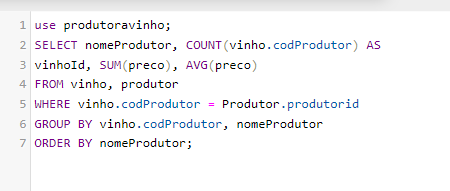 1 use produtoravinho;
2 SELECT nomeProdutor, COUNT(vinho.codProdutor) AS
3 vinhoId, SUM(preco), AVG(preco)
4 FROM vinho, produtor
5 WHERE vinho.codProdutor = Produtor.produtorid
6 GROUP BY vinho.codProdutor, nomeProdutor
7 ORDER BY nomeProdutor;